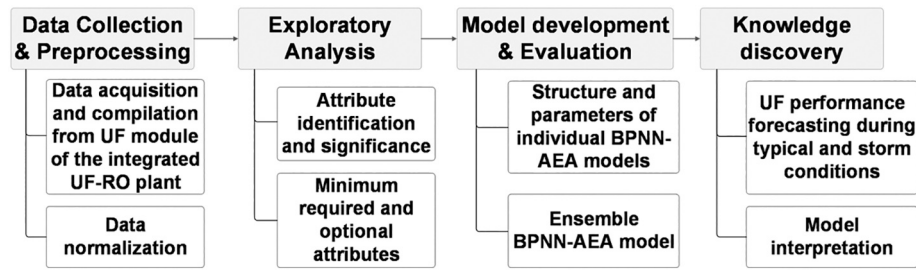 Data Collection
& Preprocessing
Data acquisition
and compilation
from UF module
of the integrated
UF-RO plant
Data
normalization
Exploratory
Analysis
Attribute
identification
and significance
Minimum
required and
optional
attributes
Model development
& Evaluation
Structure and
parameters of
individual BPNN-
AEA models
Ensemble
BPNN-AEA model
Knowledge
discovery
UF performance
forecasting during
typical and storm
conditions
Model
interpretation